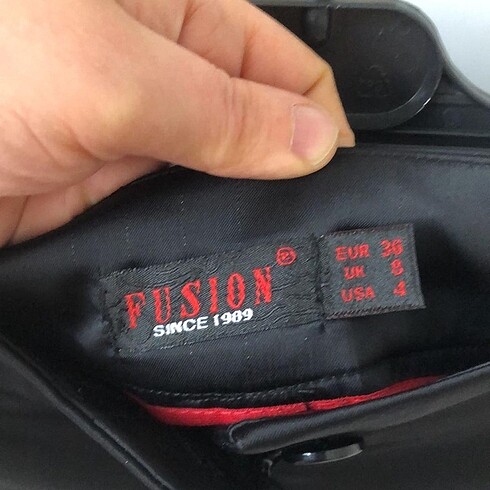 FUSION®
SINCE 1989
EUR 36
UK 8
USA 4